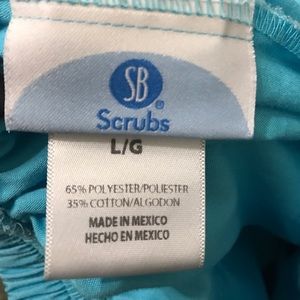 SB
®
Scrubs
L/G
65% POLYESTER/POLIESTER
35% COTTON/ALGODON
MADE IN MEXICO
HECHO EN MEXICO